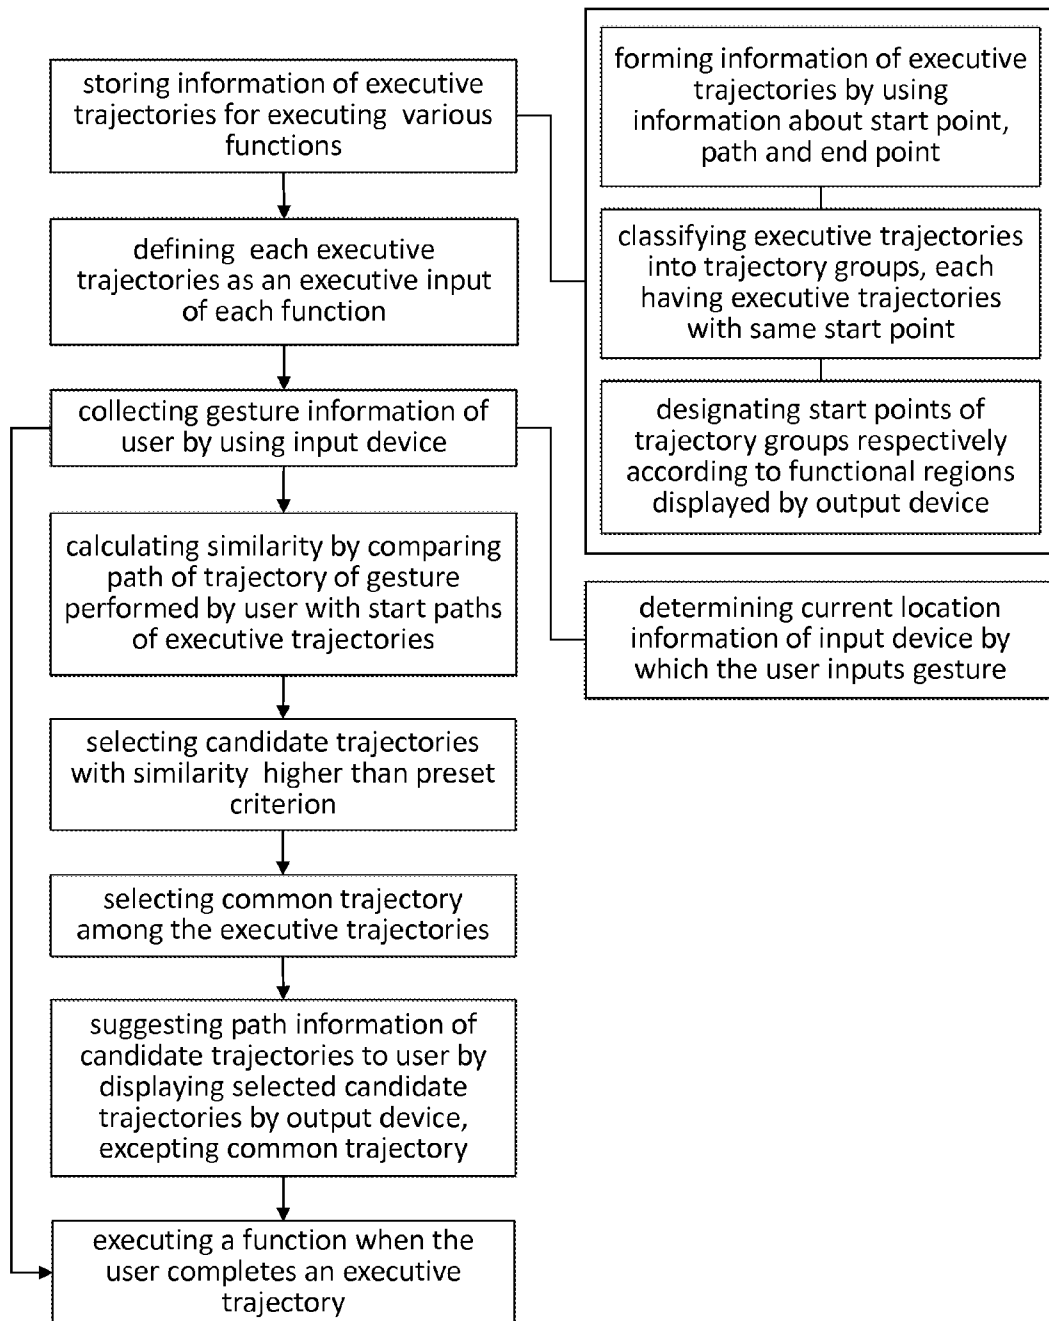 storing information of executive
trajectories for executing various
functions
defining each executive
trajectories as an executive input
of each function
collecting gesture information of
user by using input device
calculating similarity by comparing
path of trajectory of gesture
performed by user with start paths
of executive trajectories
selecting candidate trajectories
with similarity higher than preset
criterion
selecting common trajectory
among the executive trajectories
suggesting path information of
candidate trajectories to user by
displaying selected candidate
trajectories by output device,
excepting common trajectory
executing a function when the
user completes an executive
trajectory
forming information of executive
trajectories by using
information about start point,
path and end point
classifying executive trajectories
into trajectory groups, each
having executive trajectories
with same start point
designating start points of
trajectory groups respectively
according to functional regions
displayed by output device
determining current location
information of input device by
which the user inputs gesture